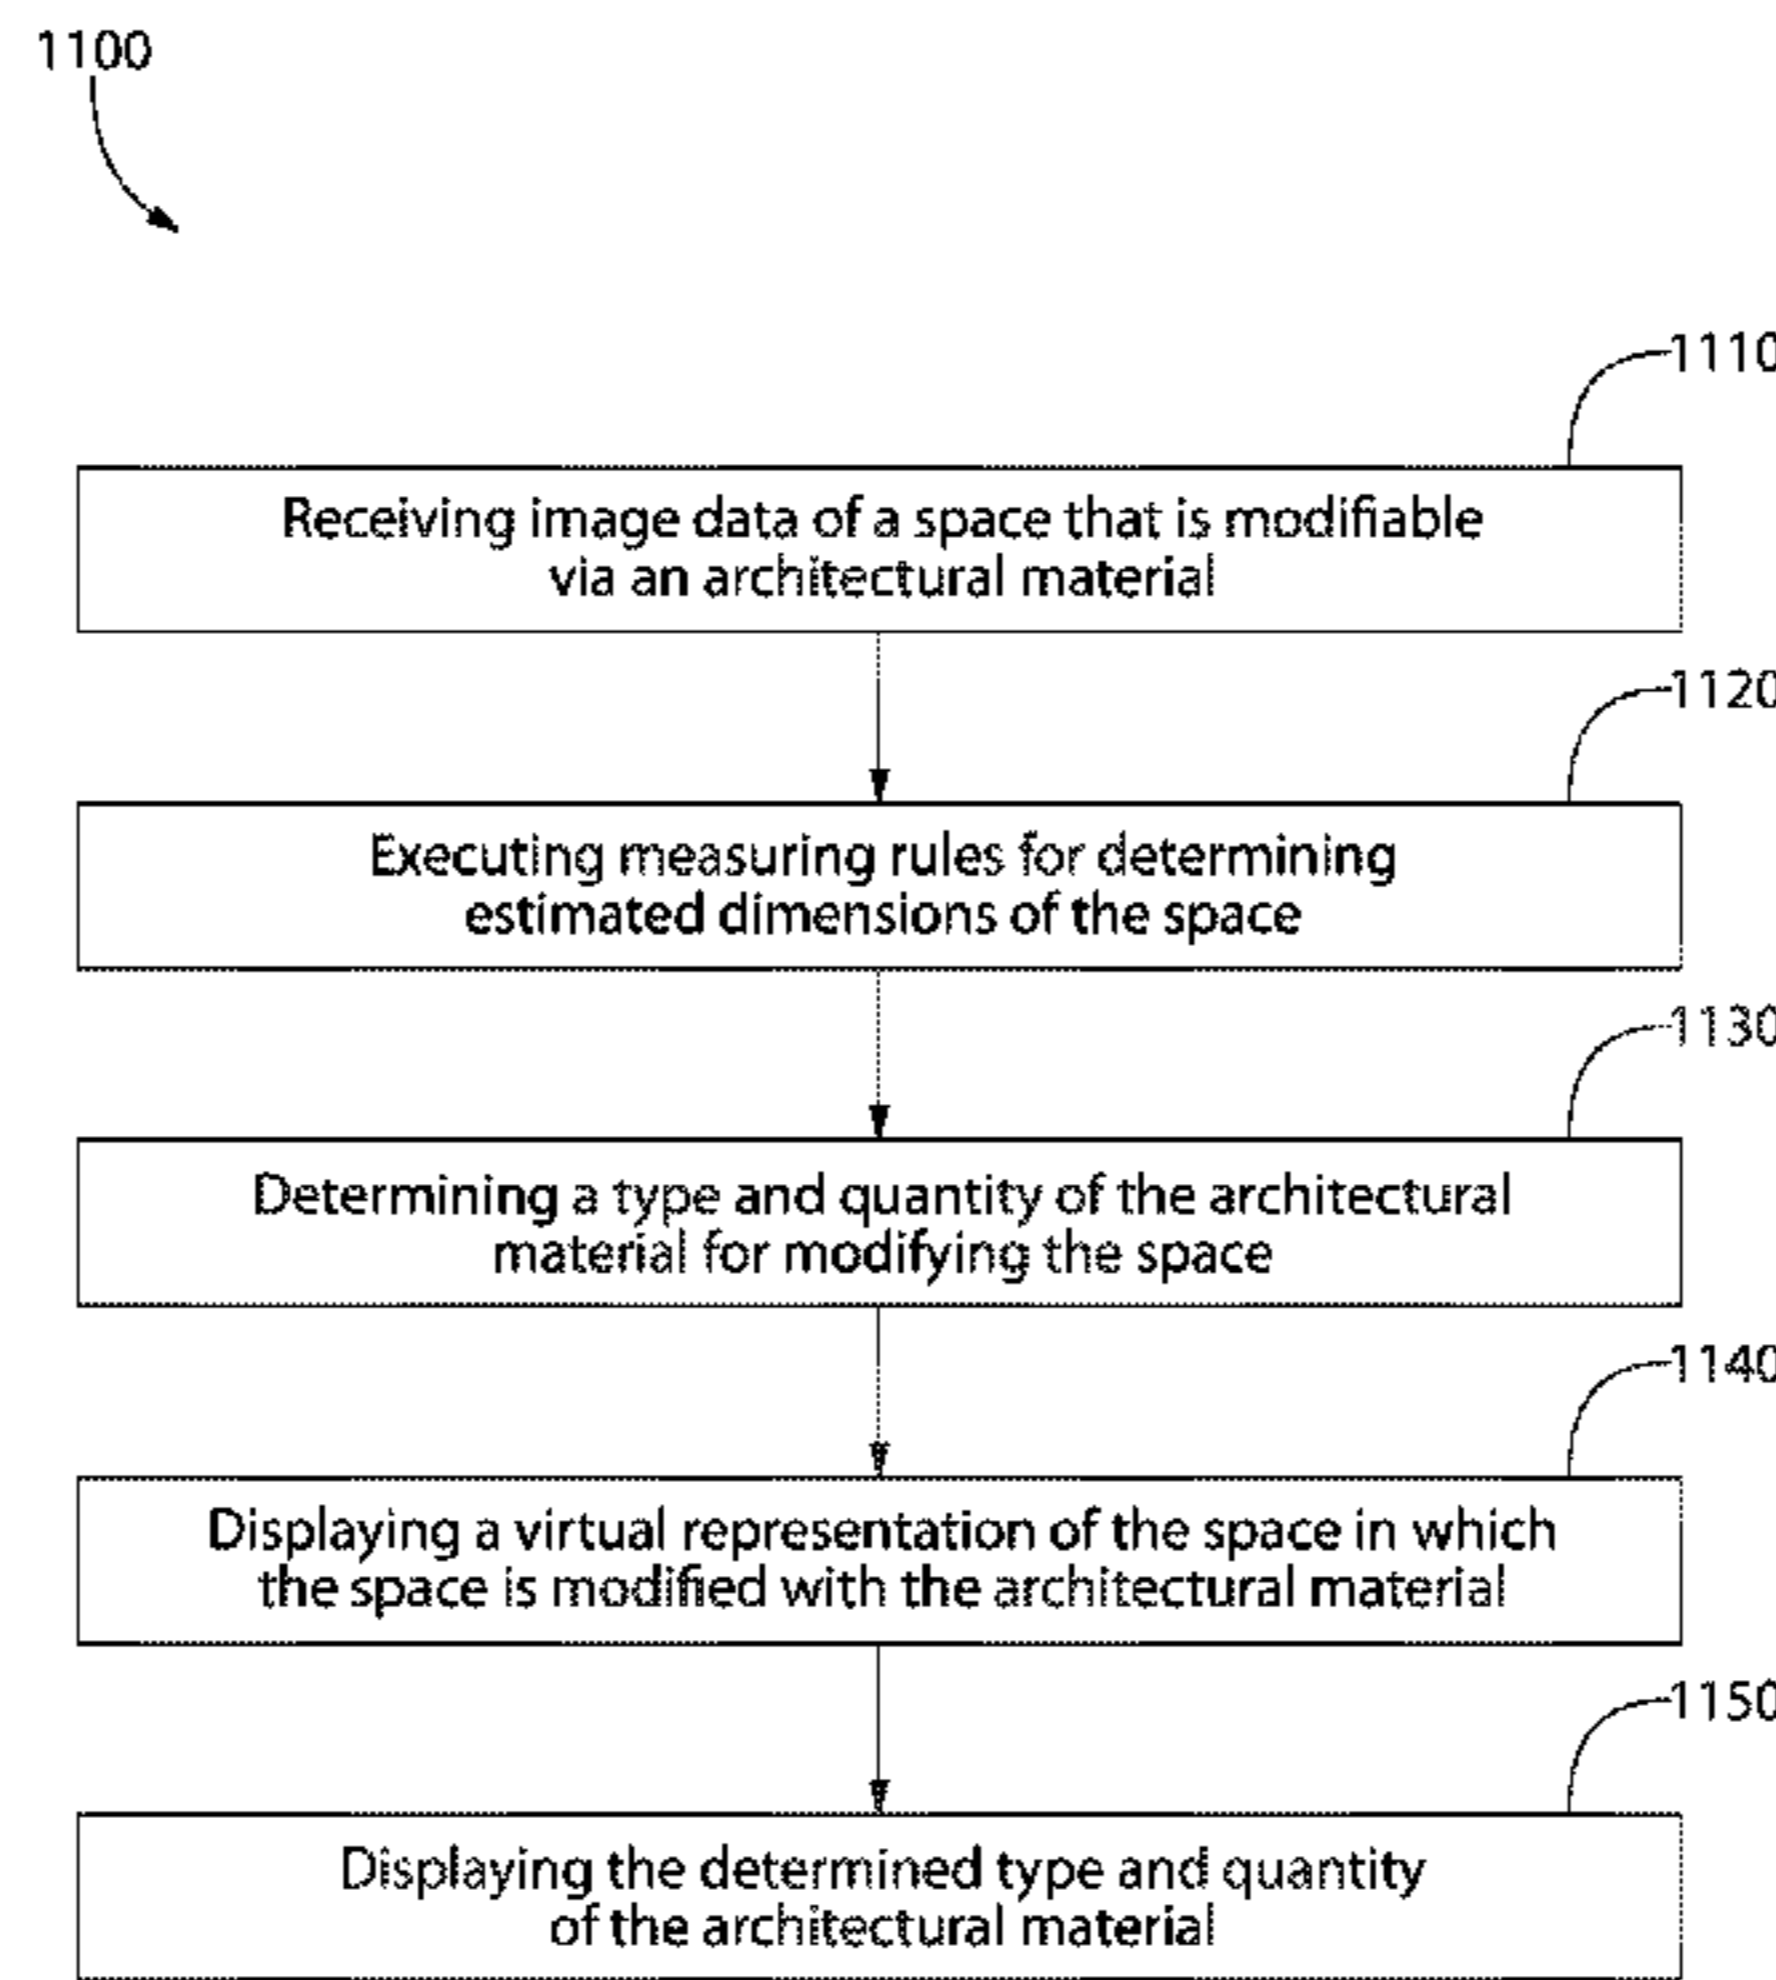 1100
1110
Receiving image data of a space that is modifiable
via an architectural material
1120
Executing measuring rules for determining
estimated dimensions of the space
1130
Determining a type and quantity of the architectural
material for modifying the space
1140
Displaying a virtual representation of the space in which
the space is modified with the architectural material
1150
Displaying the determined type and quantity
of the architectural material